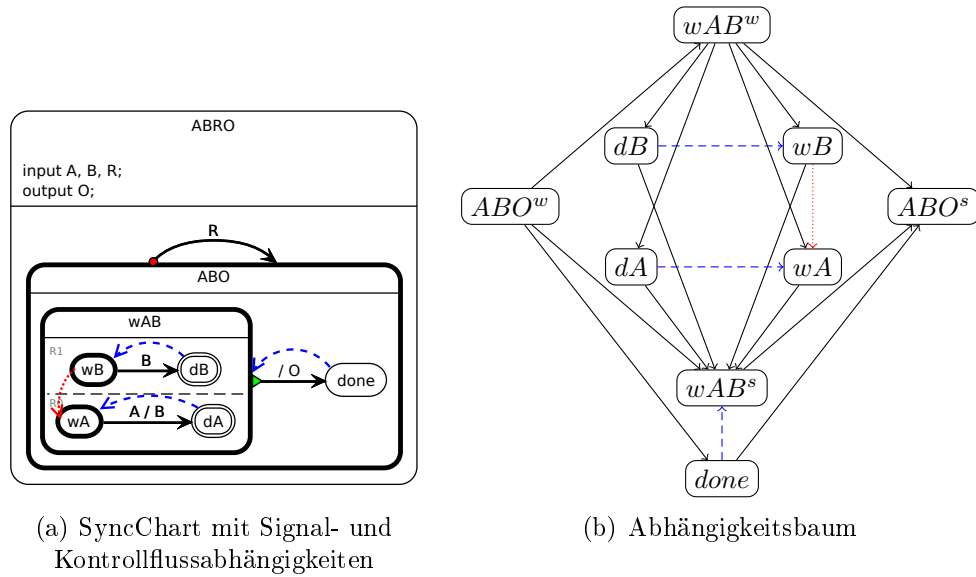 ABRO
input A, B, R;
output O;
R
ABO
wAB
R1
wB
B
dB
/ O
done
wA
A / B
dA
(a) SyncChart mit Signal- und
Kontrollflussabhängigkeiten
wAB^w
dB
wB
ABO^w
ABO^s
dA
wA
wAB^s
done
(b) Abhängigkeitsbaum